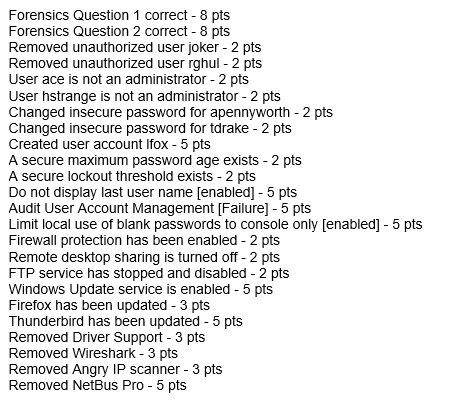 Forensics Question 1 correct - 8 pts
Forensics Question 2 correct - 8 pts
Removed unauthorized user joker - 2 pts
Removed unauthorized user rghul - 2 pts
User ace is not an administrator - 2 pts
User hstrange is not an administrator - 2 pts
Changed insecure password for apennyworth - 2 pts
Changed insecure password for tdrake - 2 pts
Created user account lfox - 5 pts
A secure maximum password age exists - 2 pts
A secure lockout threshold exists - 2 pts
Do not display last user name [enabled] - 5 pts
Audit User Account Management [Failure] - 5 pts
Limit local use of blank passwords to console only [enabled] - 5 pts
Firewall protection has been enabled - 2 pts
Remote desktop sharing is turned off - 2 pts
FTP service has stopped and disabled - 2 pts
Windows Update service is enabled - 5 pts
Firefox has been updated - 3 pts
Thunderbird has been updated - 5 pts
Removed Driver Support - 3 pts
Removed Wireshark - 3 pts
Removed Angry IP scanner - 3 pts
Removed NetBus Pro - 5 pts